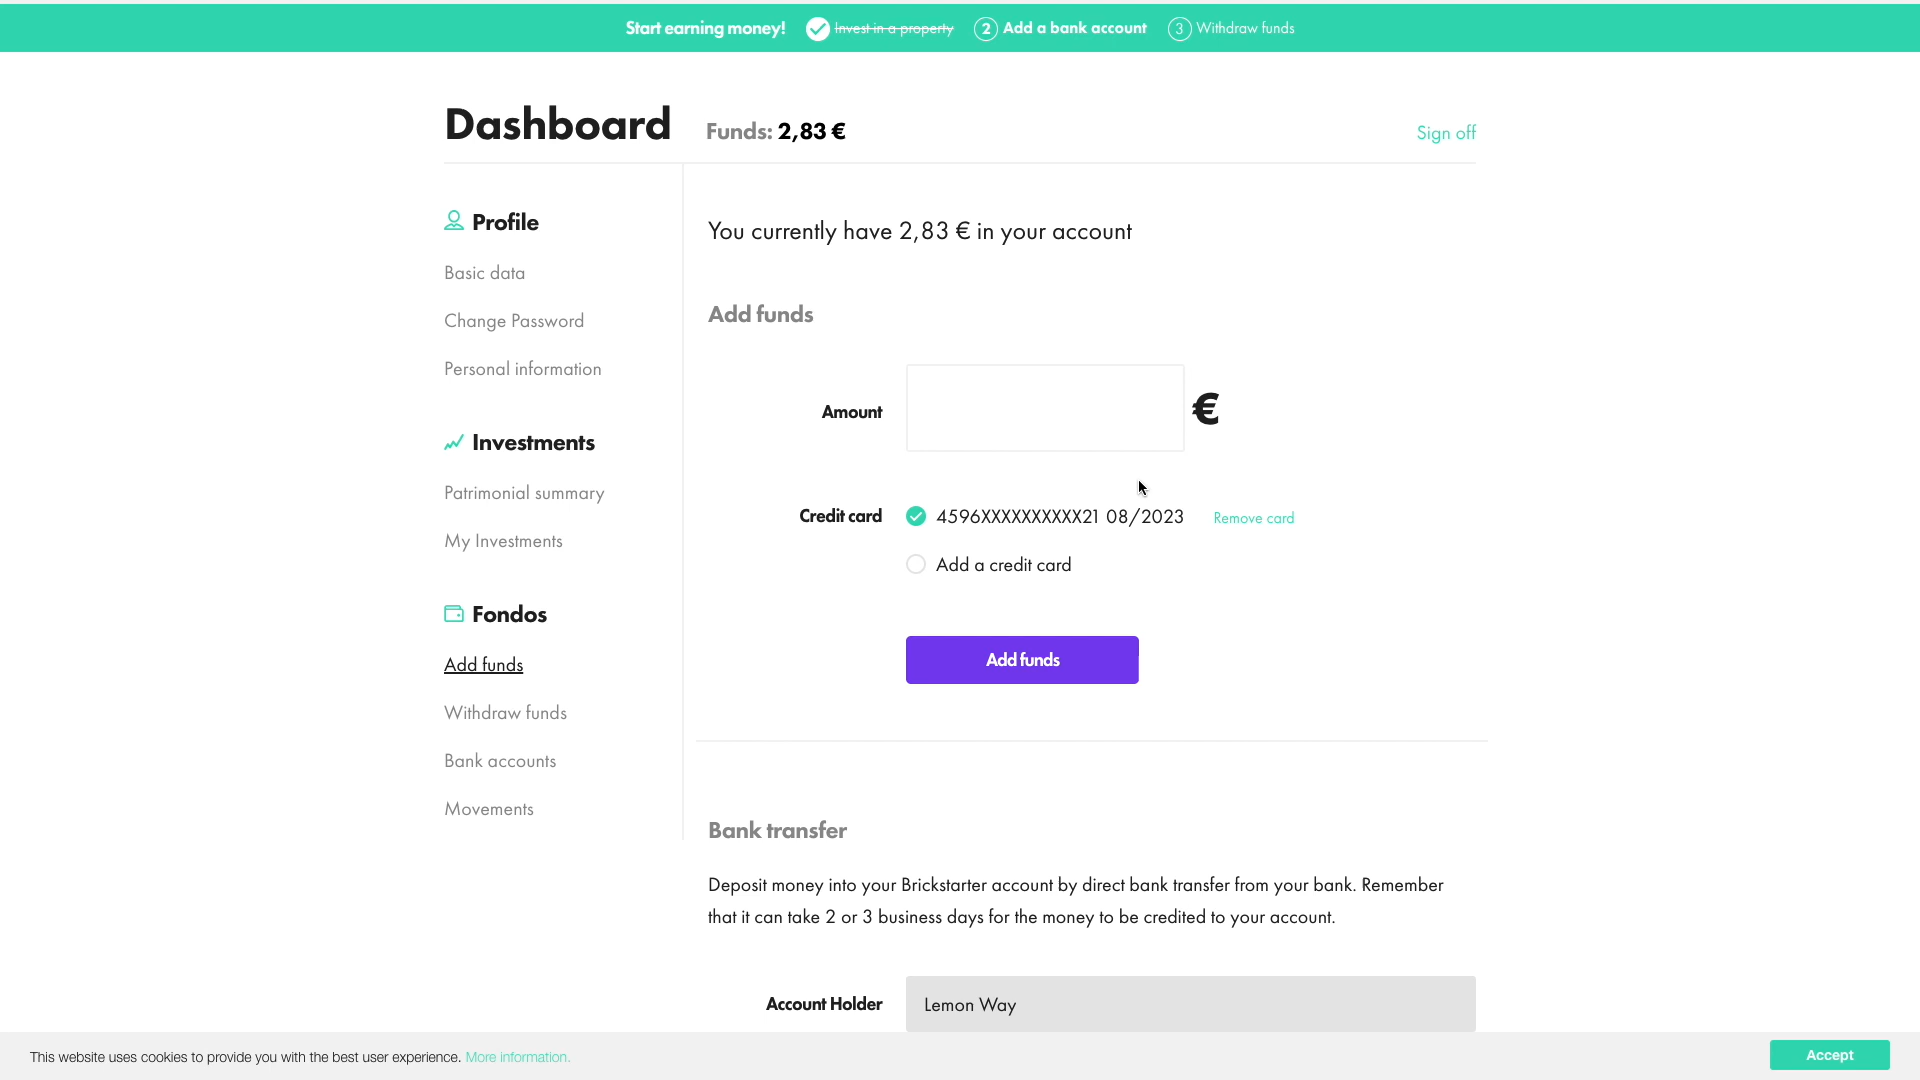 Start earning money! Invest in a property 2 Add a bank account 3 Withdraw funds
Dashboard Funds: 2,83 € Sign off
Profile
Basic data
Change Password
Personal information
Investments
Patrimonial summary
My Investments
Fondos
Add funds
Withdraw funds
Bank accounts
Movements
You currently have 2,83 € in your account
Add funds
Amount €
Credit card 4596XXXXXXXXXX21 08/2023 Remove card
Add a credit card
Add funds
Bank transfer
Deposit money into your Brickstarter account by direct bank transfer from your bank. Remember
that it can take 2 or 3 business days for the money to be credited to your account.
Account Holder Lemon Way
This website uses cookies to provide you with the best user experience. More information. Accept